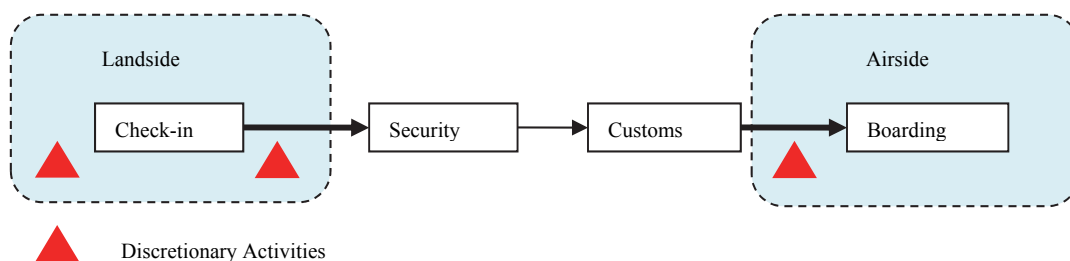 Landside
Airside
Check-in
Security
Customs
Boarding
Discretionary Activities